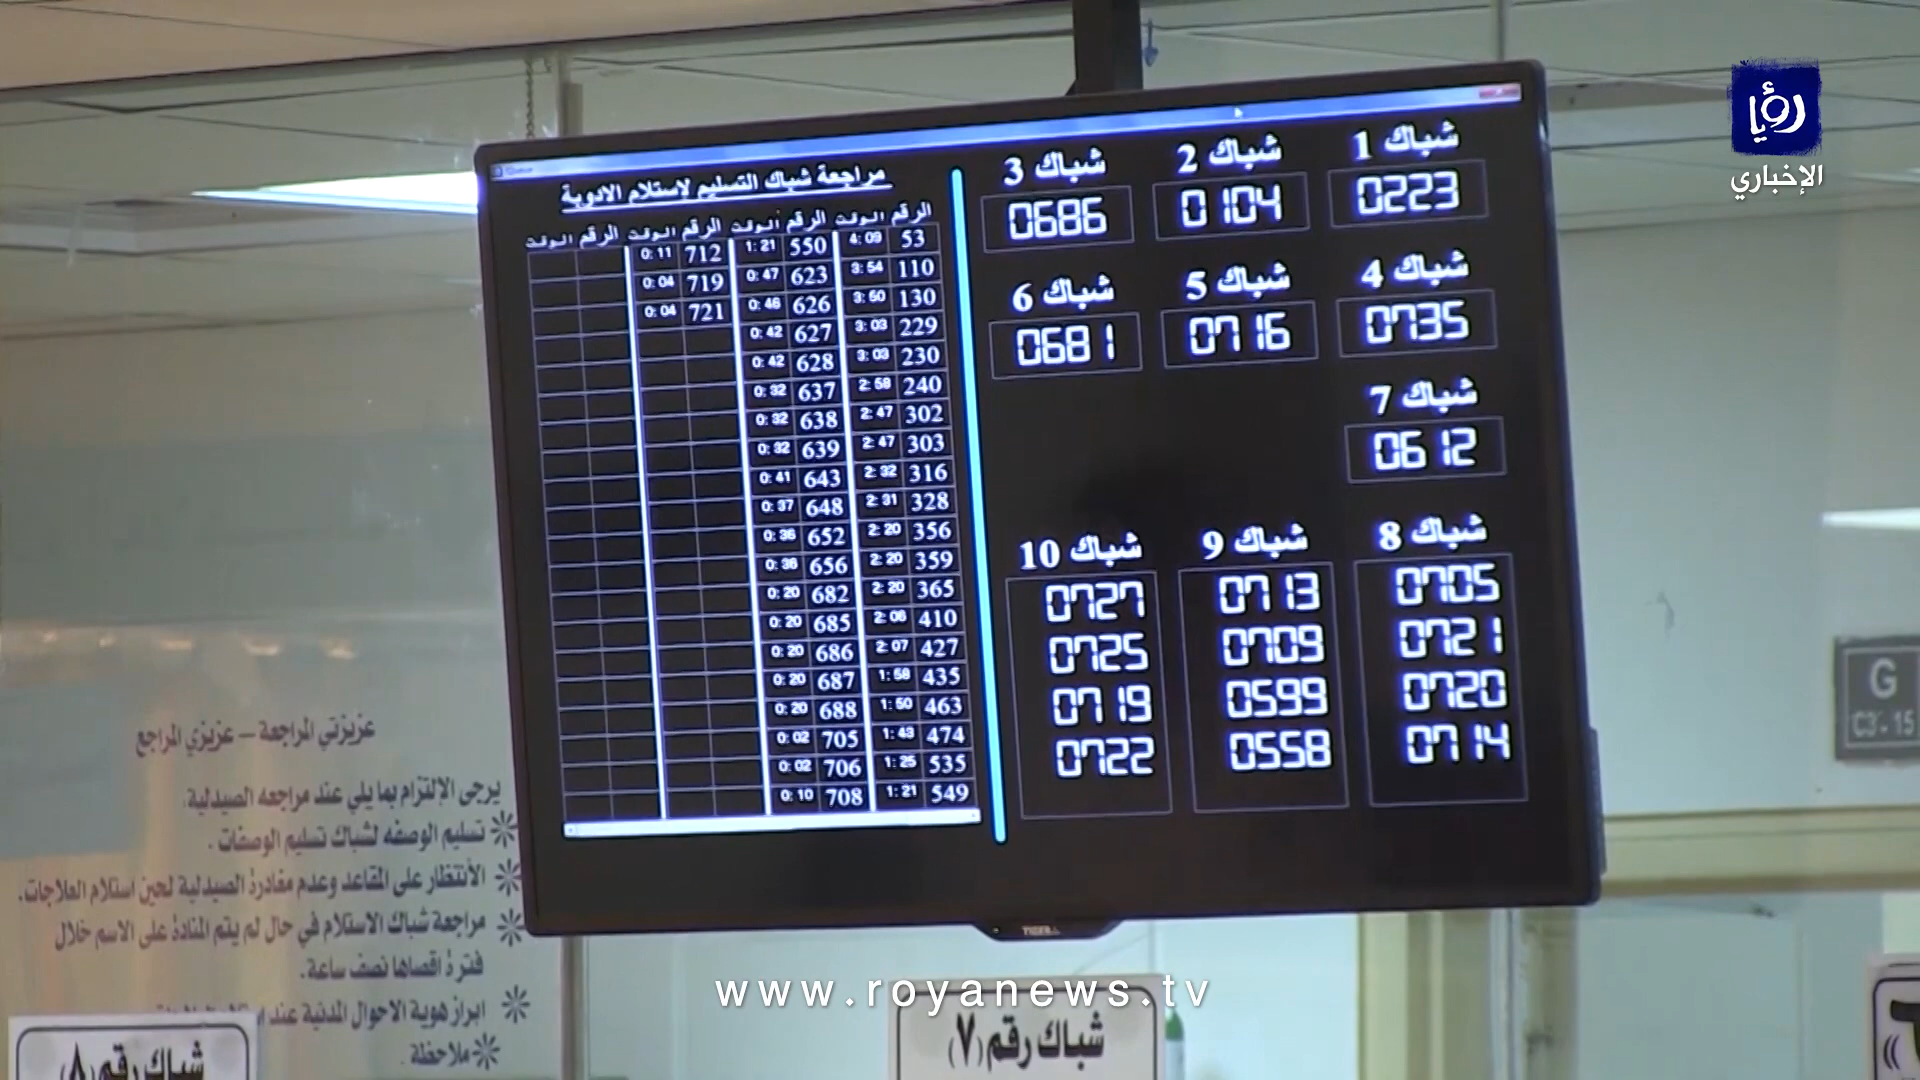 رؤيا
الإخباري
مراجعة شباك التسليم لإستلام الادوية
الرقم الوقت الرقم الوقت الرقم الوقت الرقم الوقت
53 4:09 550 1:21 712 0:11
110 3:54 623 0:47 719 0:04
130 3:50 626 0:46 721 0:04
229 3:03 627 0:42
230 3:03 628 0:42
240 2:58 637 0:32
302 2:47 638 0:32
303 2:47 639 0:32
316 2:32 643 0:41
328 2:31 648 0:37
356 2:20 652 0:36
359 2:20 656 0:36
365 2:20 682 0:20
410 2:06 685 0:20
427 2:07 686 0:20
435 1:58 687 0:20
463 1:50 688 0:20
474 1:43 705 0:02
535 1:25 706 0:02
549 1:21 708 0:10
شباك 1 شباك 2 شباك 3
0223 0104 0686
شباك 4 شباك 5 شباك 6
0735 0716 0681
شباك 7
0612
شباك 8 شباك 9 شباك 10
0705 0713 0727
0721 0709 0725
0720 0599 0719
0714 0558 0722
G
C3-15
عزيزتي المراجعة – عزيزي المراجع
يرجى الإلتزام بما يلي عند مراجعه الصيدلية:
تسليم الوصفه لشباك تسليم الوصفات .
الأنتظار على المقاعد وعدم مغادرة الصيدلية لحين استلام العلاجات.
مراجعة شباك الاستلام في حال لم يتم المناداة على الاسم خلال
فترة اقصاها نصف ساعة.
ابراز هوية الاحوال المدنية عند
ملاحظة .
www.royanews.tv
شباك رقم (٧)
شباك رقم (٨)